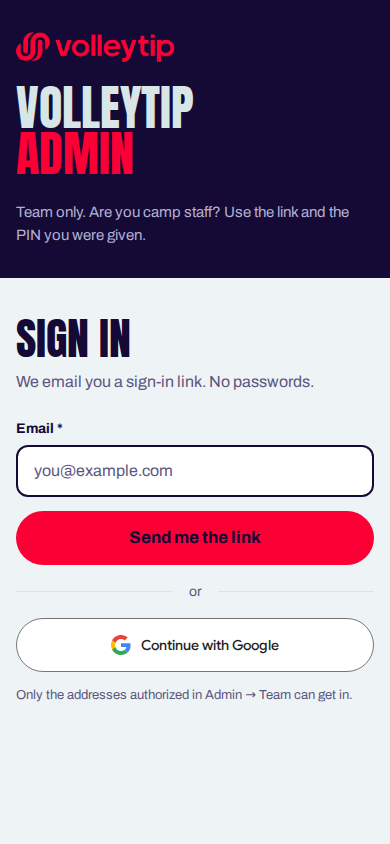 volleytip
VOLLEYTIP
ADMIN
Team only. Are you camp staff? Use the link and the
PIN you were given.
SIGN IN
We email you a sign-in link. No passwords.
Email *
you@example.com
Send me the link
or
Continue with Google
Only the addresses authorized in Admin → Team can get in.